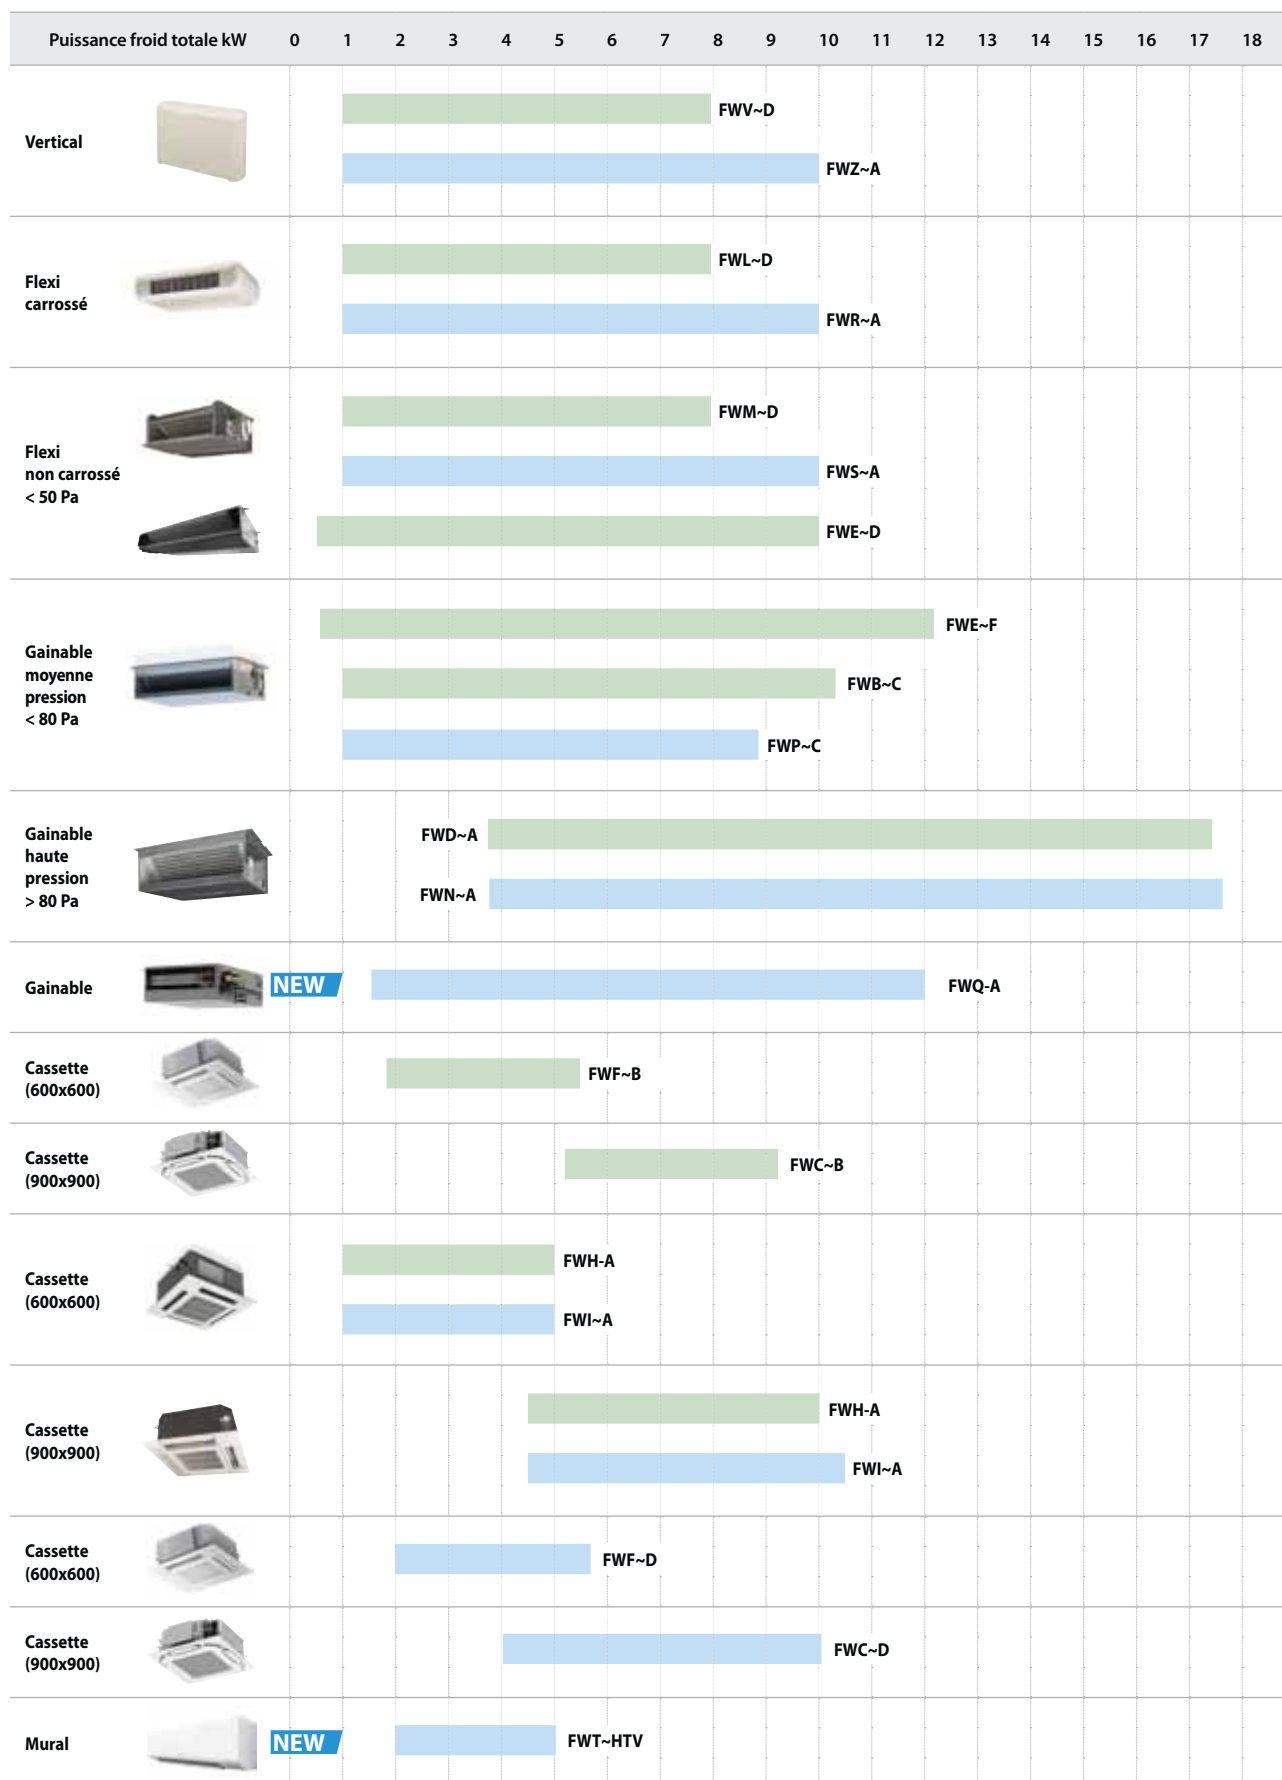 Puissance froid totale kW 0 1 2 3 4 5 6 7 8 9 10 11 12 13 14 15 16 17 18
Vertical
FWV~D
FWZ~A
Flexi
carrossé
FWL~D
FWR~A
Flexi
non carrossé
< 50 Pa
FWM~D
FWS~A
FWE~D
Gainable
moyenne
pression
< 80 Pa
FWE~F
FWB~C
FWP~C
Gainable
haute
pression
> 80 Pa
FWD~A
FWN~A
Gainable
NEW
FWQ-A
Cassette
(600x600)
FWF~B
Cassette
(900x900)
FWC~B
Cassette
(600x600)
FWH-A
FWI~A
Cassette
(900x900)
FWH-A
FWI~A
Cassette
(600x600)
FWF~D
Cassette
(900x900)
FWC~D
Mural
NEW
FWT~HTV